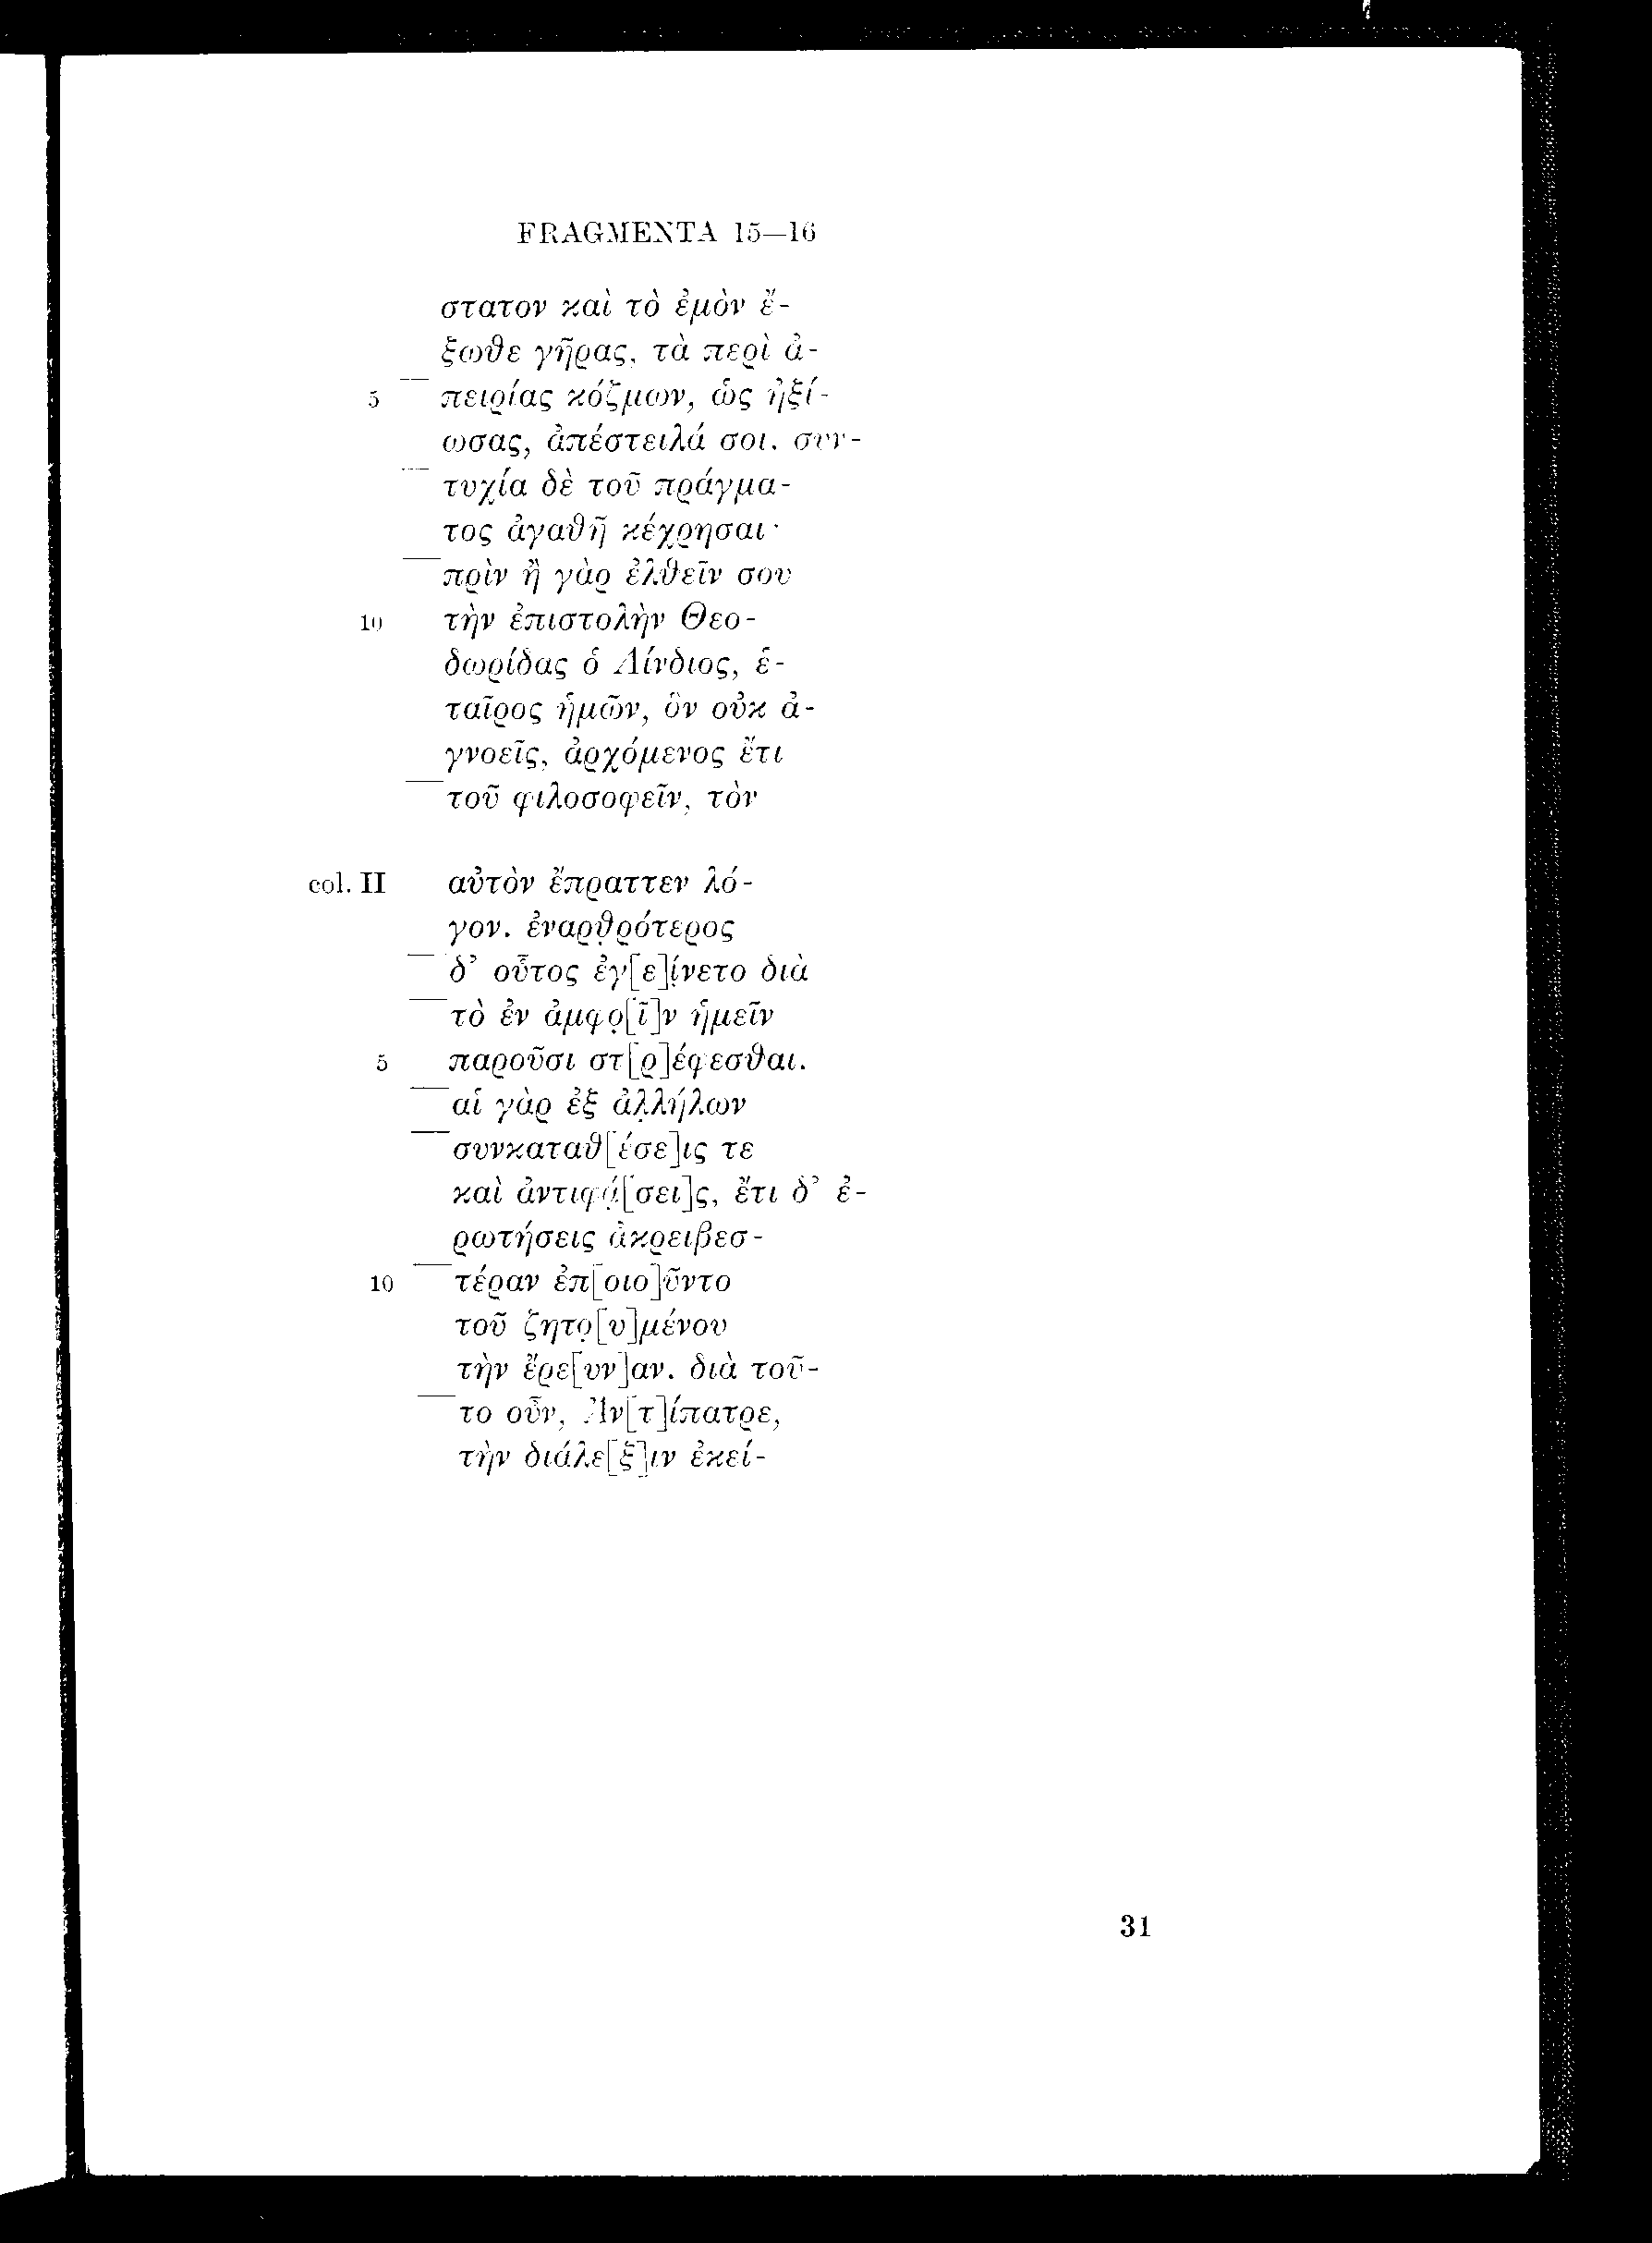 FRAGMENTA 15—16
στατον καὶ τὸ ἐμὸν ἔ-
ξωθε γῆρας, τὰ περὶ ἀ-
5 πειρίας κόζμων, ὡς ἠξί-
ωσας, ἀπέστειλά σοι. συν-
τυχία δὲ τοῦ πράγμα-
τος ἀγαθῆ κέχρησαι·
πρὶν ἢ γὰρ ἐλθεῖν σου
10 τὴν ἐπιστολὴν Θεο-
δωρίδας ὁ Λίνδιος, ἑ-
ταῖρος ἡμῶν, ὃν οὐκ ἀ-
γνοεῖς, ἀρχόμενος ἔτι
τοῦ φιλοσοφεῖν, τὸν
col. II αὐτὸν ἔπραττεν λό-
γον. ἐναρθ̣ρότερος
δ’ οὗτος ἐγ[ε]ί̣νετο διὰ
τὸ ἐν ἀμφο̣[ῖ]ν ἡμεῖν
5 παροῦσι στ[ρ]έφεσθαι.
αἱ γὰρ ἐξ ἀλ̣λήλων
συνκαταθ[έσε]ις τε
καὶ ἀντιφά̣[σει]ς, ἔτι δ’ ἐ-
ρωτήσεις ἀκρειβεσ-
10 τέραν ἐπ[οιο]ῦντο
τοῦ ζητο̣[υ]μένου
τὴν ἔρε[υν]αν. διὰ τοῦ-
το οὖν, Ἀν[τ]ίπατρε,
τὴν διάλε[ξ]ιν ἐκεί-
31